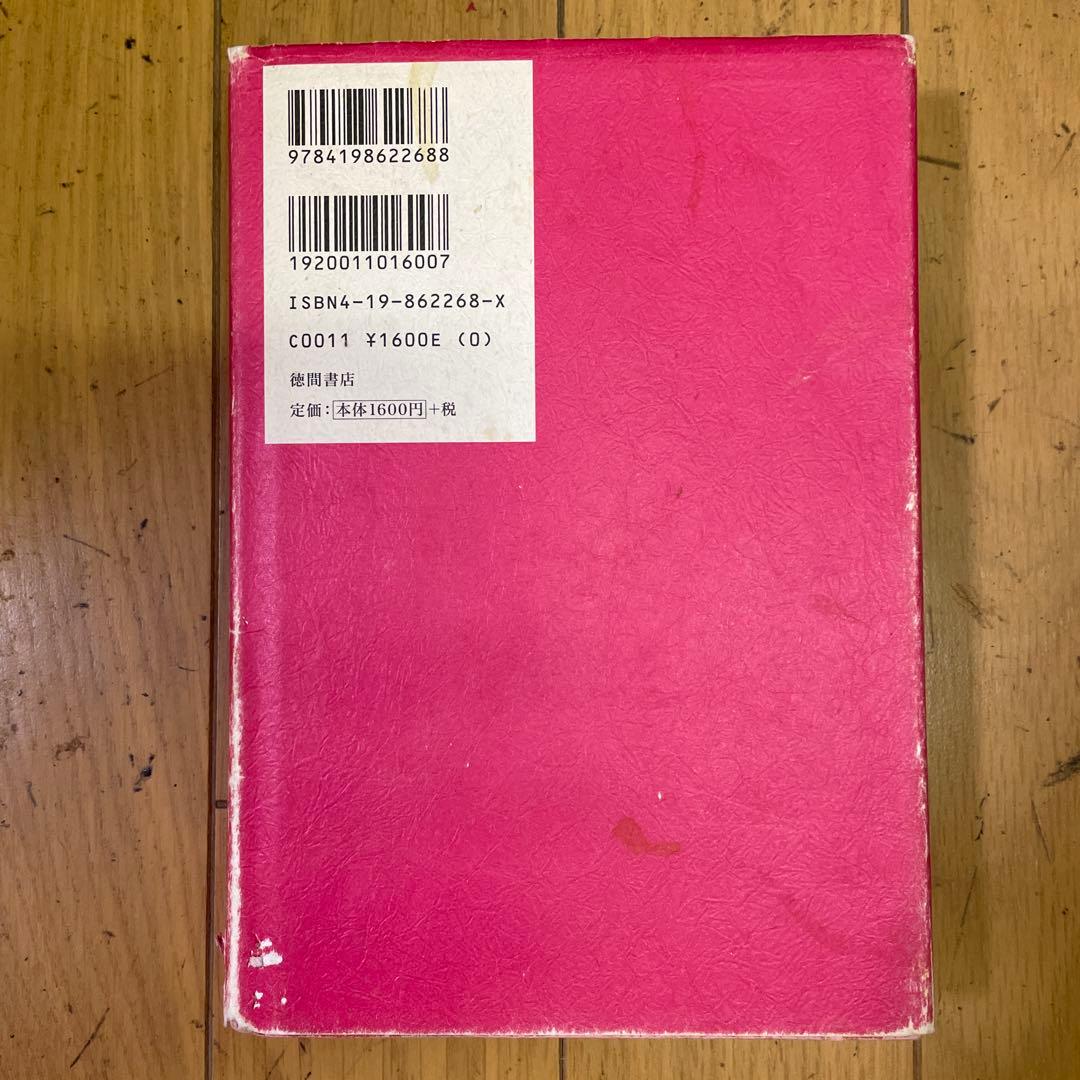 9784198622688
1920011016007
ISBN4-19-862268-X
C0011 ¥1600E (0)
徳間書店
定価：本体1600円+税